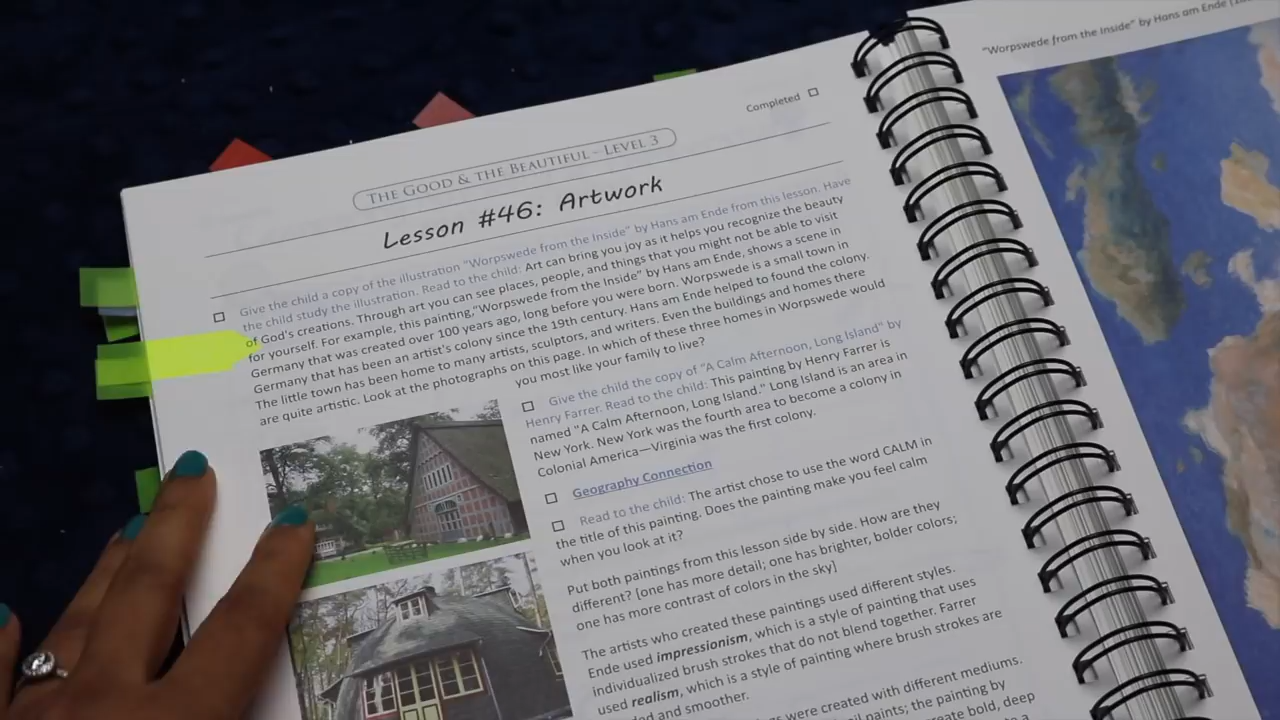 Completed
THE GOOD & THE BEAUTIFUL - LEVEL 3
Lesson #46: Artwork
Give the child a copy of the illustration "Worpswede from the Inside" by Hans am Ende from this lesson. Have
the child study the illustration. Read to the child: Art can bring you joy as it helps you recognize the beauty
of God's creations. Through art you can see places, people, and things that you might not be able to visit
for yourself. For example, this painting,"Worpswede from the Inside" by Hans am Ende, shows a scene in
Germany that was created over 100 years ago, long before you were born. Worpswede is a small town in
Germany that has been an artist's colony since the 19th century. Hans am Ende helped to found the colony.
The little town has been home to many artists, sculptors, and writers. Even the buildings and homes there
are quite artistic. Look at the photographs on this page. In which of these three homes in Worpswede would
you most like your family to live?
Give the child the copy of "A Calm Afternoon, Long Island" by
Henry Farrer. Read to the child: This painting by Henry Farrer is
named "A Calm Afternoon, Long Island." Long Island is an area in
New York. New York was the fourth area to become a colony in
Colonial America—Virginia was the first colony.
Geography Connection
Read to the child: The artist chose to use the word CALM in
the title of this painting. Does the painting make you feel calm
when you look at it?
Put both paintings from this lesson side by side. How are they
different? [one has more detail; one has brighter, bolder colors;
one has more contrast of colors in the sky]
The artists who created these paintings used different styles.
Ende used impressionism, which is a style of painting that uses
individualized brush strokes that do not blend together. Farrer
used realism, which is a style of painting where brush strokes are
and smoother.
were created with different mediums.
paints; the painting by
create bold, deep
to a
"Worpswede from the Inside" by Hans am Ende